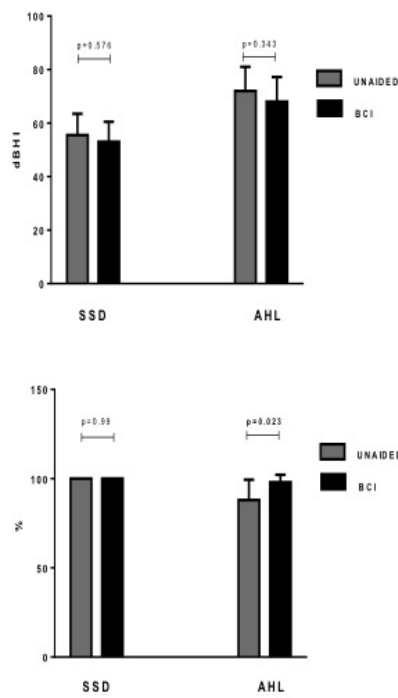 100
p=0.576
p=0.343
80
UNAIDED
BCI
60
dBHI
40
20
0
SSD
AHL
150
p=0.99
p=0.023
UNAIDED
100
BCI
%
50
0
SSD
AHL